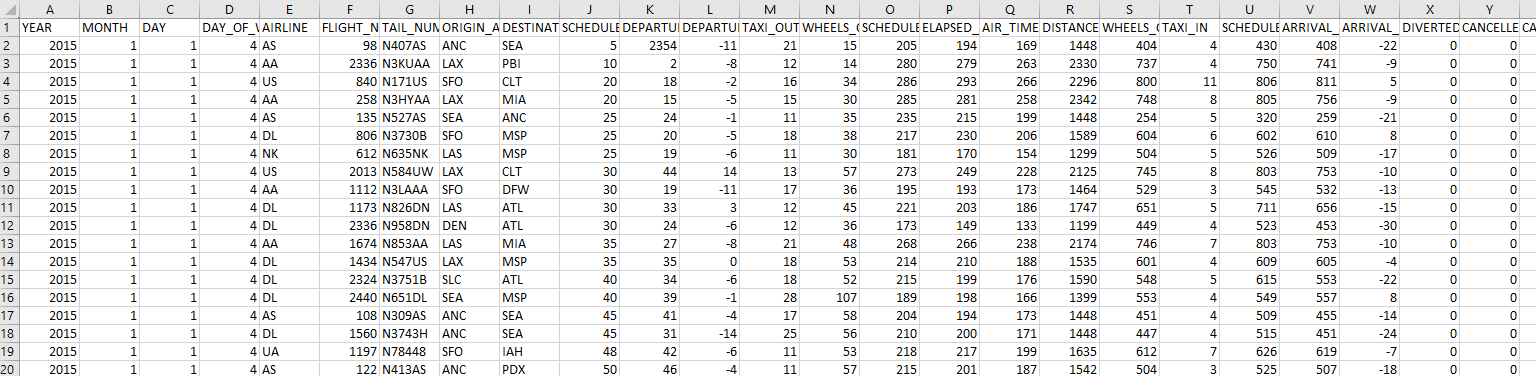 A B C D E F G H I J K L M N O P Q R S T U V W X Y Z
1 YEAR MONTH DAY DAY_OF_ AIRLINE FLIGHT_N TAIL_NUM ORIGIN_A DESTINAT SCHEDULE DEPARTUR DEPARTUR TAXI_OUT WHEELS_O SCHEDULE ELAPSED_ AIR_TIME DISTANCE WHEELS_O TAXI_IN SCHEDULE ARRIVAL_ ARRIVAL_ DIVERTED CANCELLE CA
2 2015 1 1 4 AS 98 N407AS ANC SEA 5 2354 -11 21 15 205 194 169 1448 404 4 430 408 -22 0 0
3 2015 1 1 4 AA 2336 N3KUAA LAX PBI 10 2 -8 12 14 280 279 263 2330 737 4 750 741 -9 0 0
4 2015 1 1 4 US 840 N171US SFO CLT 20 18 -2 16 34 286 293 266 2296 800 11 806 811 5 0 0
5 2015 1 1 4 AA 258 N3HYAA LAX MIA 20 15 -5 15 30 285 281 258 2342 748 8 805 756 -9 0 0
6 2015 1 1 4 AS 135 N527AS SEA ANC 25 24 -1 11 35 235 215 199 1448 254 5 320 259 -21 0 0
7 2015 1 1 4 DL 806 N3730B SFO MSP 25 20 -5 18 38 217 230 206 1589 604 6 602 610 8 0 0
8 2015 1 1 4 NK 612 N635NK LAS MSP 25 19 -6 11 30 181 170 154 1299 504 5 526 509 -17 0 0
9 2015 1 1 4 US 2013 N584UW LAX CLT 30 44 14 13 57 273 249 228 2125 745 8 803 753 -10 0 0
10 2015 1 1 4 AA 1112 N3LAAA SFO DFW 30 19 -11 17 36 195 193 173 1464 529 3 545 532 -13 0 0
11 2015 1 1 4 DL 1173 N826DN LAS ATL 30 33 3 12 45 221 203 186 1747 651 5 711 656 -15 0 0
12 2015 1 1 4 DL 2336 N958DN DEN ATL 30 24 -6 12 36 173 149 133 1199 449 4 523 453 -30 0 0
13 2015 1 1 4 AA 1674 N853AA LAS MIA 35 27 -8 21 48 268 266 238 2174 746 7 803 753 -10 0 0
14 2015 1 1 4 DL 1434 N547US LAX MSP 35 35 0 18 53 214 210 188 1535 601 4 609 605 -4 0 0
15 2015 1 1 4 DL 2324 N3751B SLC ATL 40 34 -6 18 52 215 199 176 1590 548 5 615 553 -22 0 0
16 2015 1 1 4 DL 2440 N651DL SEA MSP 40 39 -1 28 107 189 198 166 1399 553 4 549 557 8 0 0
17 2015 1 1 4 AS 108 N309AS ANC SEA 45 41 -4 17 58 204 194 173 1448 451 4 509 455 -14 0 0
18 2015 1 1 4 DL 1560 N3743H ANC SEA 45 31 -14 25 56 210 200 171 1448 447 4 515 451 -24 0 0
19 2015 1 1 4 UA 1197 N78448 SFO IAH 48 42 -6 11 53 218 217 199 1635 612 7 626 619 -7 0 0
20 2015 1 1 4 AS 122 N413AS ANC PDX 50 46 -4 11 57 215 201 187 1542 504 3 525 507 -18 0 0